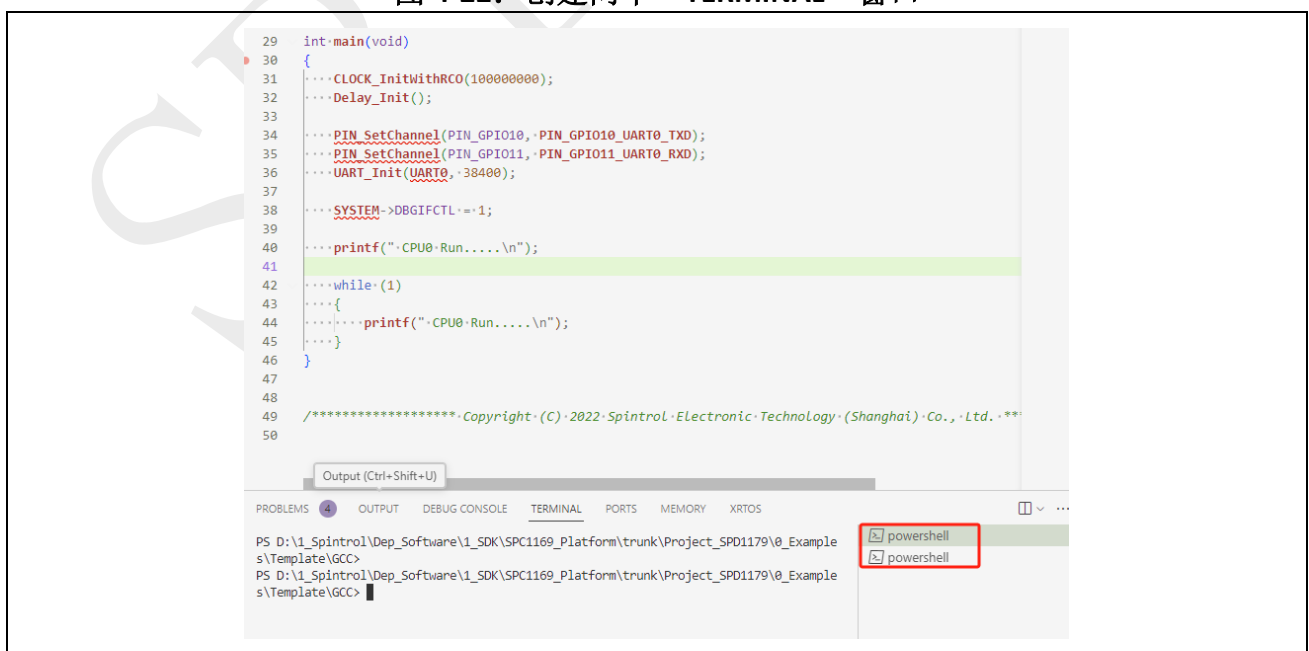 29 int·main(void)
30 {
31 ····CLOCK_InitWithRCO(100000000);
32 ····Delay_Init();
33
34 ····PIN_SetChannel(PIN_GPIO10,·PIN_GPIO10_UART0_TXD);
35 ····PIN_SetChannel(PIN_GPIO11,·PIN_GPIO11_UART0_RXD);
36 ····UART_Init(UART0,·38400);
37
38 ····SYSTEM->DBGIFCTL·=·1;
39
40 ····printf("·CPU0·Run.....\n");
41
42 ····while·(1)
43 ····{
44 ········printf("·CPU0·Run.....\n");
45 ····}
46 }
47
48
49 /*******************·Copyright·(C)·2022·Spintrol·Electronic·Technology·(Shanghai)·Co.,·Ltd.·**
50
Output (Ctrl+Shift+U)
PROBLEMS 4 OUTPUT DEBUG CONSOLE TERMINAL PORTS MEMORY XRTOS
PS D:\1_Spintrol\Dep_Software\1_SDK\SPC1169_Platform\trunk\Project_SPD1179\0_Example
s\Template\GCC>
PS D:\1_Spintrol\Dep_Software\1_SDK\SPC1169_Platform\trunk\Project_SPD1179\0_Example
s\Template\GCC>
powershell
powershell